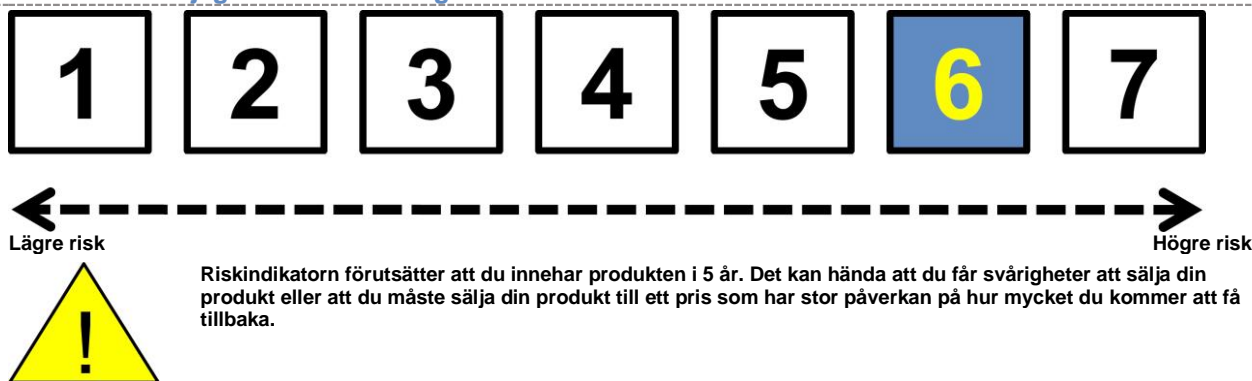 1 2 3 4 5 6 7
Lägre risk Högre risk
!
Riskindikatorn förutsätter att du innehar produkten i 5 år. Det kan hända att du får svårigheter att sälja din
produkt eller att du måste sälja din produkt till ett pris som har stor påverkan på hur mycket du kommer att få
tillbaka.